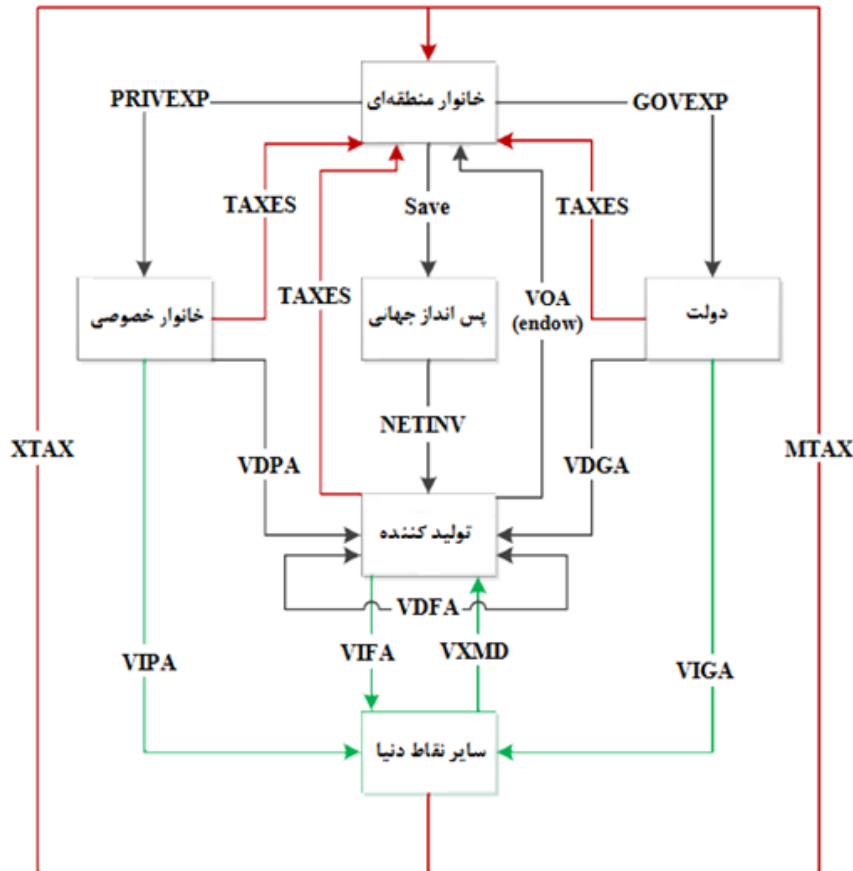 خانوار منطقه‌ای
PRIVEXP
GOVEXP
TAXES
Save
TAXES
TAXES
VOA
(endow)
خانوار خصوصی
پس انداز جهانی
دولت
NETINV
XTAX
MTAX
VDPA
VDGA
تولید کننده
VDFA
VIPA
VIFA
VXMD
VIGA
سایر نقاط دنیا